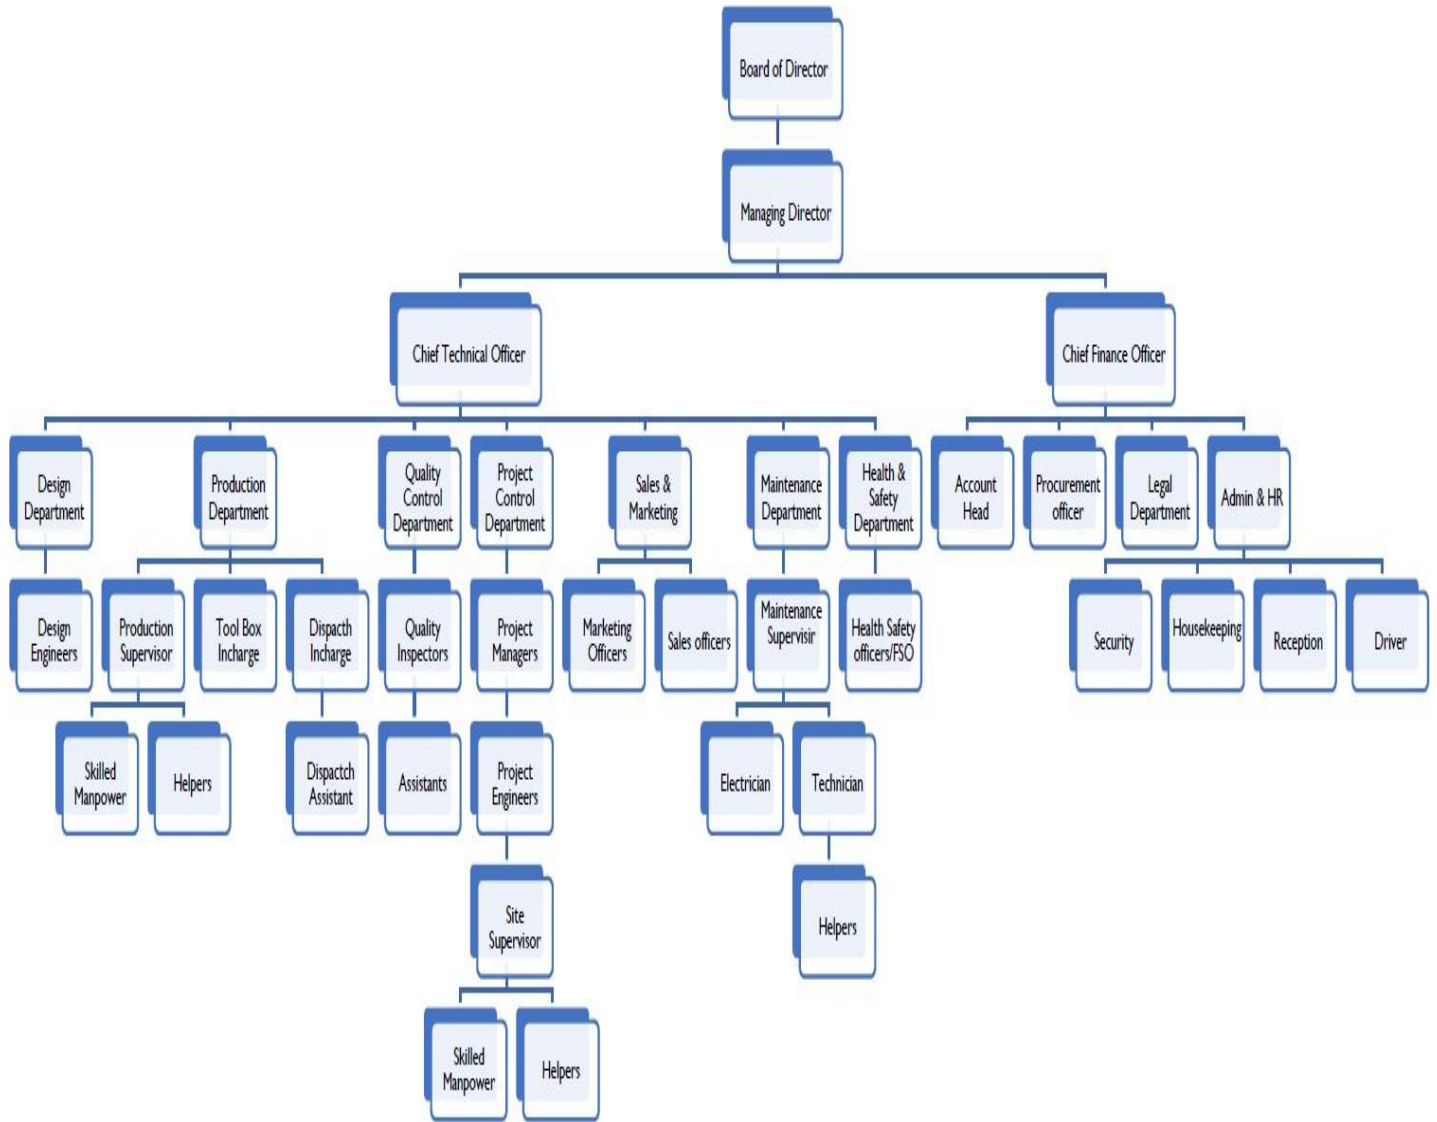 Board of Director
Managing Director
Chief Technical Officer
Chief Finance Officer
Design
Department
Production
Department
Quality
Control
Department
Project
Control
Department
Sales &
Marketing
Maintenance
Department
Health &
Safety
Department
Account
Head
Procurement
officer
Legal
Department
Admin & HR
Design
Engineers
Production
Supervisor
Tool Box
Incharge
Dispacth
Incharge
Quality
Inspectors
Project
Managers
Marketing
Officers
Sales officers
Maintenance
Supervisir
Health Safety
officers/FSO
Security
Housekeeping
Reception
Driver
Skilled
Manpower
Helpers
Dispactch
Assistant
Assistants
Project
Engineers
Electrician
Technician
Site
Supervisor
Helpers
Skilled
Manpower
Helpers